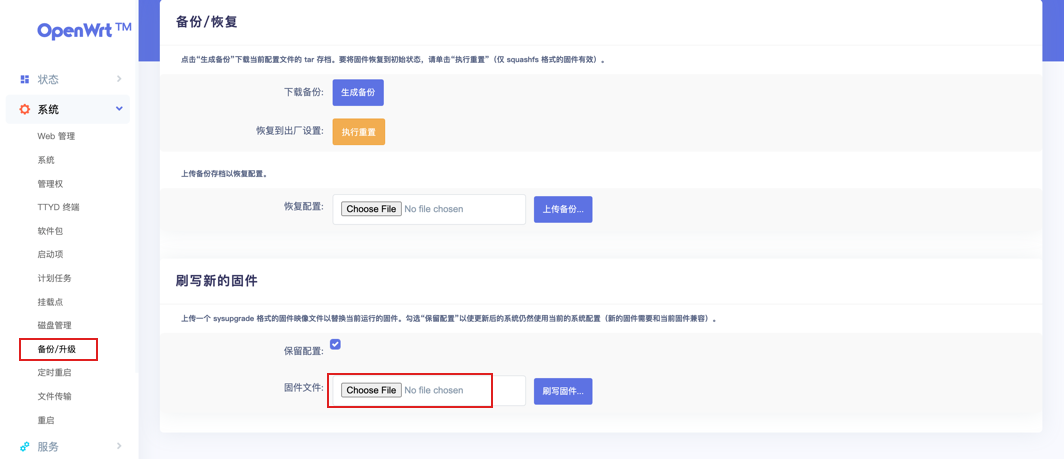 OpenWrt ™
状态
系统
Web 管理
系统
管理权
TTYD 终端
软件包
启动项
计划任务
挂载点
磁盘管理
备份/升级
定时重启
文件传输
重启
服务
备份/恢复
点击“生成备份”下载当前配置文件的 tar 存档。要将固件恢复到初始状态，请单击“执行重置”（仅 squashfs 格式的固件有效）。
下载备份: 生成备份
恢复到出厂设置: 执行重置
上传备份存档以恢复配置。
恢复配置: Choose File No file chosen 上传备份...
刷写新的固件
上传一个 sysupgrade 格式的固件映像文件以替换当前运行的固件。勾选“保留配置”以使更新后的系统仍然使用当前的系统配置（新的固件需要和当前固件兼容）。
保留配置:
固件文件: Choose File No file chosen 刷写固件...